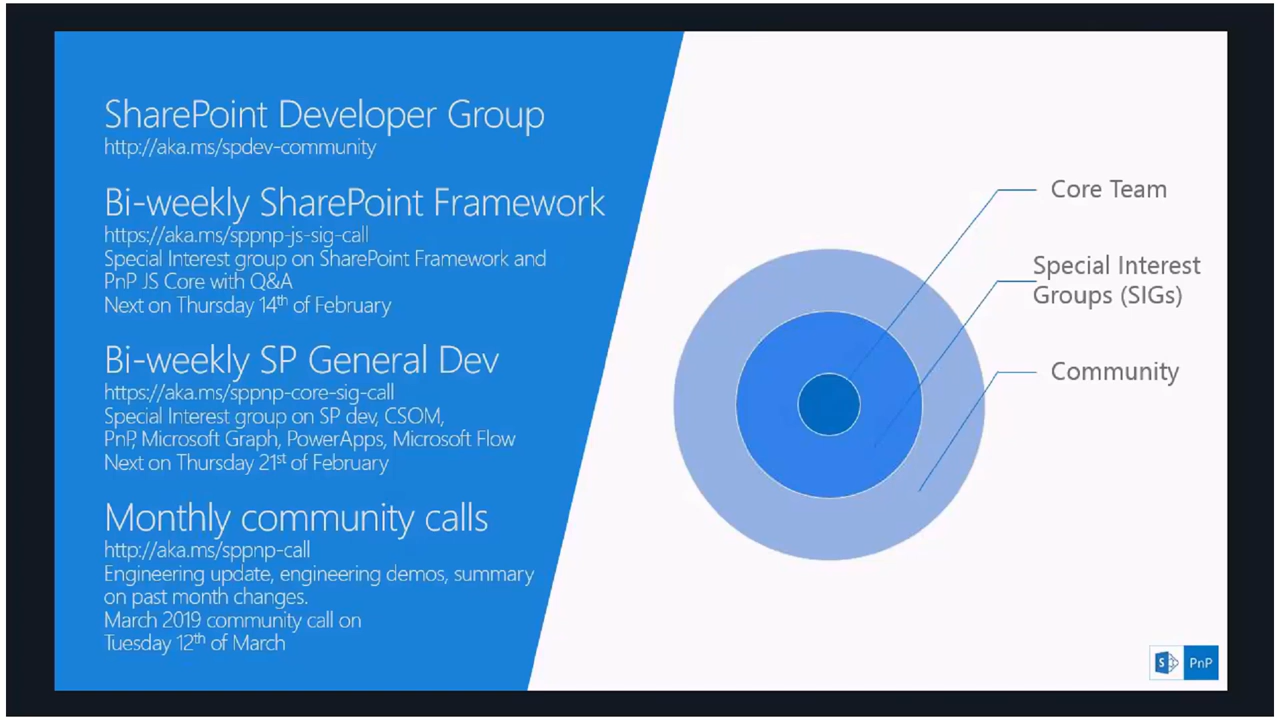 SharePoint Developer Group
http://aka.ms/spdev-community
Bi-weekly SharePoint Framework
https://aka.ms/sppnp-js-sig-call
Special Interest group on SharePoint Framework and
PnP JS Core with Q&A
Next on Thursday 14th of February
Bi-weekly SP General Dev
https://aka.ms/sppnp-core-sig-call
Special Interest group on SP dev, CSOM,
PnP, Microsoft Graph, PowerApps, Microsoft Flow
Next on Thursday 21st of February
Monthly community calls
http://aka.ms/sppnp-call
Engineering update, engineering demos, summary
on past month changes.
March 2019 community call on
Tuesday 12th of March
Core Team
Special Interest
Groups (SIGs)
Community
S PnP